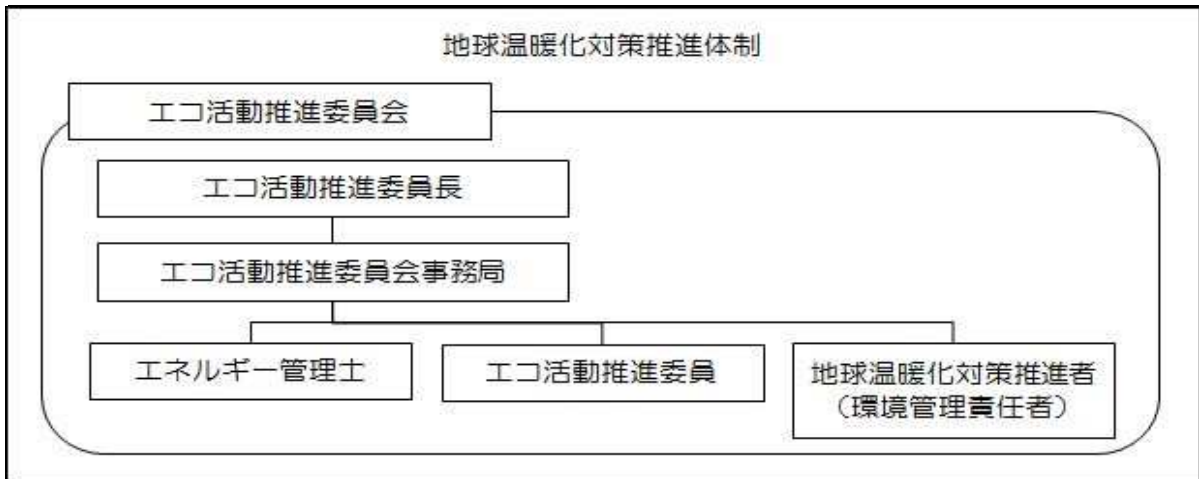 地球温暖化対策推進体制
エコ活動推進委員会
エコ活動推進委員長
エコ活動推進委員会事務局
エネルギー管理士
エコ活動推進委員
地球温暖化対策推進者
（環境管理責任者）